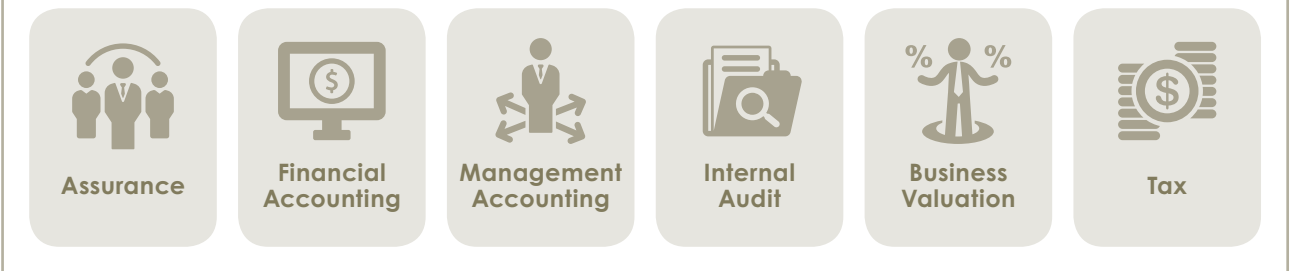 $
% %
$
Assurance
Financial
Accounting
Management
Accounting
Internal
Audit
Business
Valuation
Tax